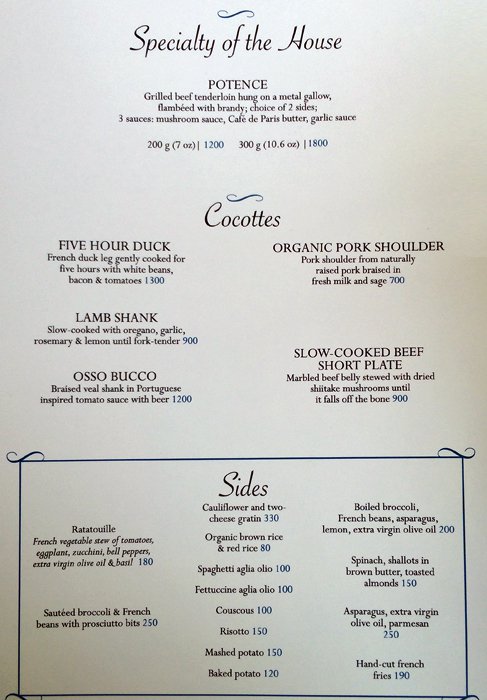 Specialty of the House
POTENCE
Grilled beef tenderloin hung on a metal gallow,
flambéed with brandy; choice of 2 sides;
3 sauces: mushroom sauce, Café de Paris butter, garlic sauce
200 g (7 oz)| 1200 300 g (10.6 oz) |1800
Cocottes
FIVE HOUR DUCK
French duck leg gently cooked for
five hours with white beans,
bacon & tomatoes 1300
LAMB SHANK
Slow-cooked with oregano, garlic,
rosemary & lemon until fork-tender 900
OSSO BUCCO
Braised veal shank in Portuguese
inspired tomato sauce with beer 1200
ORGANIC PORK SHOULDER
Pork shoulder from naturally
raised pork braised in
fresh milk and sage 700
SLOW-COOKED BEEF
SHORT PLATE
Marbled beef belly stewed with dried
shiitake mushrooms until
it falls off the bone 900
Sides
Ratatouille
French vegetable stew of tomatoes,
eggplant, zucchini, bell peppers,
extra virgin olive oil & basil 180
Sautéed broccoli & French
beans with prosciutto bits 250
Cauliflower and two-
cheese gratin 330
Organic brown rice
& red rice 80
Spaghetti aglia olio 100
Fettuccine aglia olio 100
Couscous 100
Risotto 150
Mashed potato 150
Baked potato 120
Boiled broccoli,
French beans, asparagus,
lemon, extra virgin olive oil 200
Spinach, shallots in
brown butter, toasted
almonds 150
Asparagus, extra virgin
olive oil, parmesan
250
Hand-cut french
fries 190